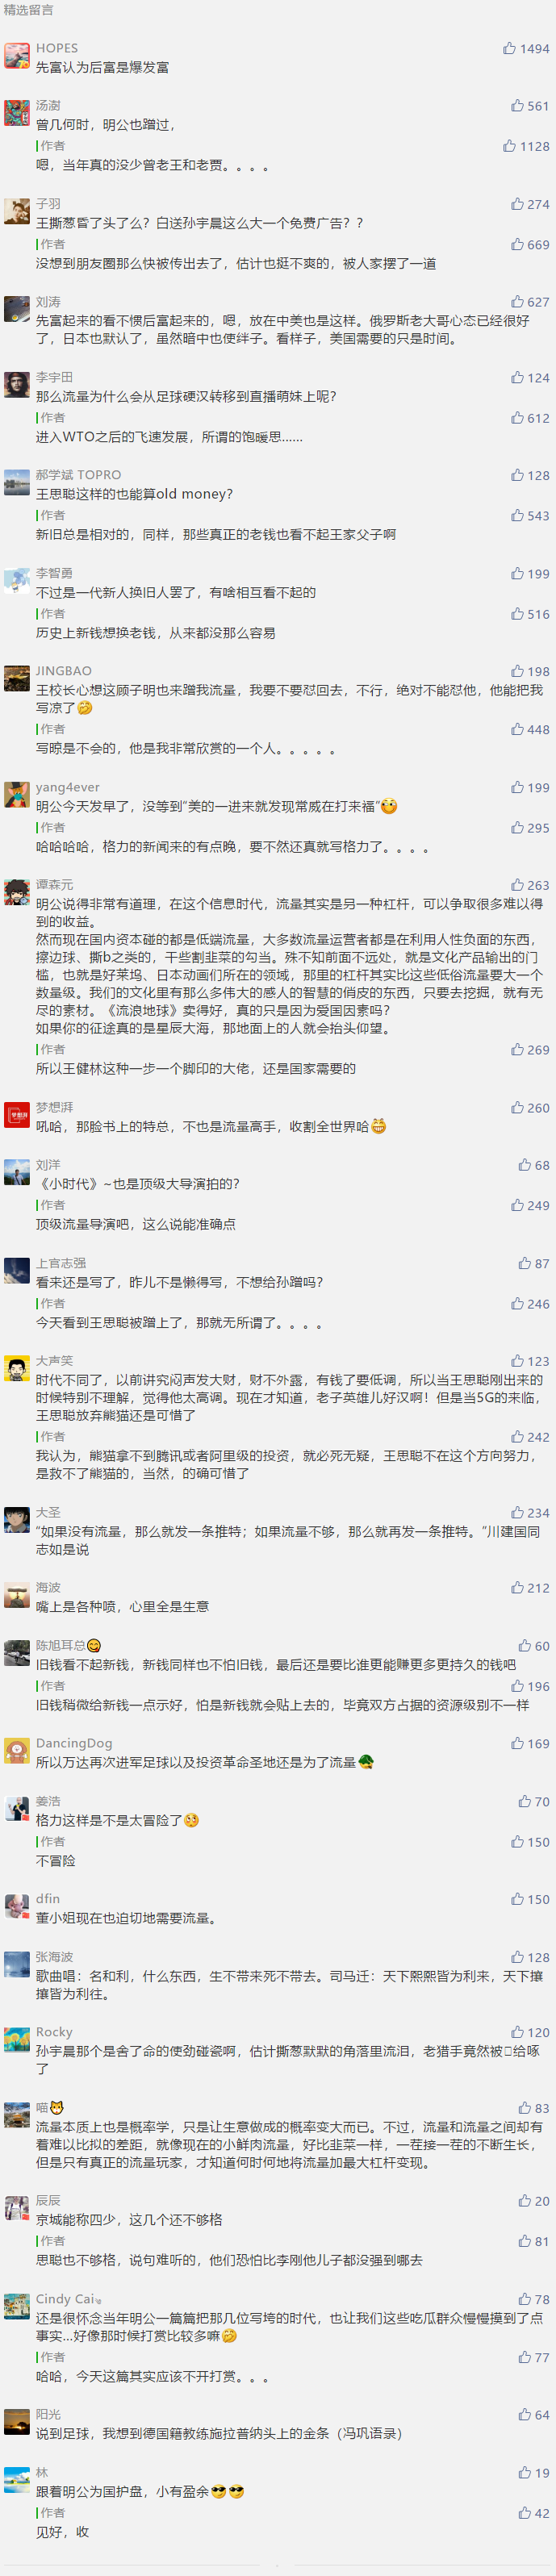 精选留言
HOPES 1494
先富认为后富是爆发富
汤澍 561
曾几何时，明公也蹭过，
作者 1128
嗯，当年真的没少曾老王和老贾。。。。
子羽 274
王撕葱昏了头了么？白送孙宇晨这么大一个免费广告？？
作者 669
没想到朋友圈那么快被传出去了，估计也挺不爽的，被人家摆了一道
刘涛 627
先富起来的看不惯后富起来的，嗯，放在中美也是这样。俄罗斯老大哥心态已经很好
了，日本也默认了，虽然暗中也使绊子。看样子，美国需要的只是时间。
李宇田 124
那么流量为什么会从足球硬汉转移到直播萌妹上呢？
作者 612
进入WTO之后的飞速发展，所谓的饱暖思......
郝学斌 TOPRO 128
王思聪这样的也能算old money？
作者 543
新旧总是相对的，同样，那些真正的老钱也看不起王家父子啊
李智勇 199
不过是一代新人换旧人罢了，有啥相互看不起的
作者 516
历史上新钱想换老钱，从来都没那么容易
JINGBAO 198
王校长心想这顾子明也来蹭我流量，我要不要怼回去，不行，绝对不能怼他，他能把我
写凉了🤣
作者 448
写晾是不会的，他是我非常欣赏的一个人。。。。。
yang4ever 199
明公今天发早了，没等到“美的一进来就发现常威在打来福”🤭
作者 295
哈哈哈哈，格力的新闻来的有点晚，要不然还真就写格力了。。。。
谭森元 263
明公说得非常有道理，在这个信息时代，流量其实是另一种杠杆，可以争取很多难以得
到的收益。
然而现在国内资本碰的都是低端流量，大多数流量运营者都是在利用人性负面的东西，
擦边球、撕b之类的，干些割韭菜的勾当。殊不知前面不远处，就是文化产品输出的门
槛，也就是好莱坞、日本动画们所在的领域，那里的杠杆其实比这些低俗流量要大一个
数量级。我们的文化里有那么多伟大的感人的智慧的俏皮的东西，只要去挖掘，就有无
尽的素材。《流浪地球》卖得好，真的只是因为爱国因素吗？
如果你的征途真的是星辰大海，那地面上的人就会抬头仰望。
作者 269
所以王健林这种一步一个脚印的大佬，还是国家需要的
梦想湃 260
吼哈，那脸书上的特总，不也是流量高手，收割全世界哈😁
刘洋 68
《小时代》~也是顶级大导演拍的？
作者 249
顶级流量导演吧，这么说能准确点
上官志强 87
看来还是写了，昨儿不是懒得写，不想给孙蹭吗？
作者 246
今天看到王思聪被蹭上了，那就无所谓了。。。。
大声笑 123
时代不同了，以前讲究闷声发大财，财不外露，有钱了要低调，所以当王思聪刚出来的
时候特别不理解，觉得他太高调。现在才知道，老子英雄儿好汉啊！但是当5G的来临，
王思聪放弃熊猫还是可惜了
作者 242
我认为，熊猫拿不到腾讯或者阿里级的投资，就必死无疑，王思聪不在这个方向努力，
是救不了熊猫的，当然，的确可惜了
大圣 234
“如果没有流量，那么就发一条推特；如果流量不够，那么就再发一条推特。”川建国同
志如是说
海波 212
嘴上是各种喷，心里全是生意
陈旭耳总😋 60
旧钱看不起新钱，新钱同样也不怕旧钱，最后还是要比谁更能赚更多更持久的钱吧
作者 196
旧钱稍微给新钱一点示好，怕是新钱就会贴上去的，毕竟双方占据的资源级别不一样
DancingDog 169
所以万达再次进军足球以及投资革命圣地还是为了流量
姜浩 70
格力这样是不是太冒险了
作者 150
不冒险
dfin 150
董小姐现在也迫切地需要流量。
张海波 128
歌曲唱：名和利，什么东西，生不带来死不带去。司马迁：天下熙熙皆为利来，天下攘
攘皆为利往。
Rocky 120
孙宇晨那个是舍了命的使劲碰瓷啊，估计撕葱默默的角落里流泪，老猎手竟然被给啄
了
喵🐱 83
流量本质上也是概率学，只是让生意做成的概率变大而已。不过，流量和流量之间却有
着难以比拟的差距，就像现在的小鲜肉流量，好比韭菜一样，一茬接一茬的不断生长，
但是只有真正的流量玩家，才知道何时何地将流量加最大杠杆变现。
辰辰 20
京城能称四少，这几个还不够格
作者 81
思聪也不够格，说句难听的，他们恐怕比李刚他儿子都没强到哪去
Cindy Cai 78
还是很怀念当年明公一篇篇把那几位写垮的时代，也让我们这些吃瓜群众慢慢摸到了点
事实...好像那时候打赏比较多嘛🤣
作者 77
哈哈，今天这篇其实应该不开打赏。。。
阳光 64
说到足球，我想到德国籍教练施拉普纳头上的金条（冯巩语录）
林 19
跟着明公为国护盘，小有盈余😎😎
作者 42
见好，收